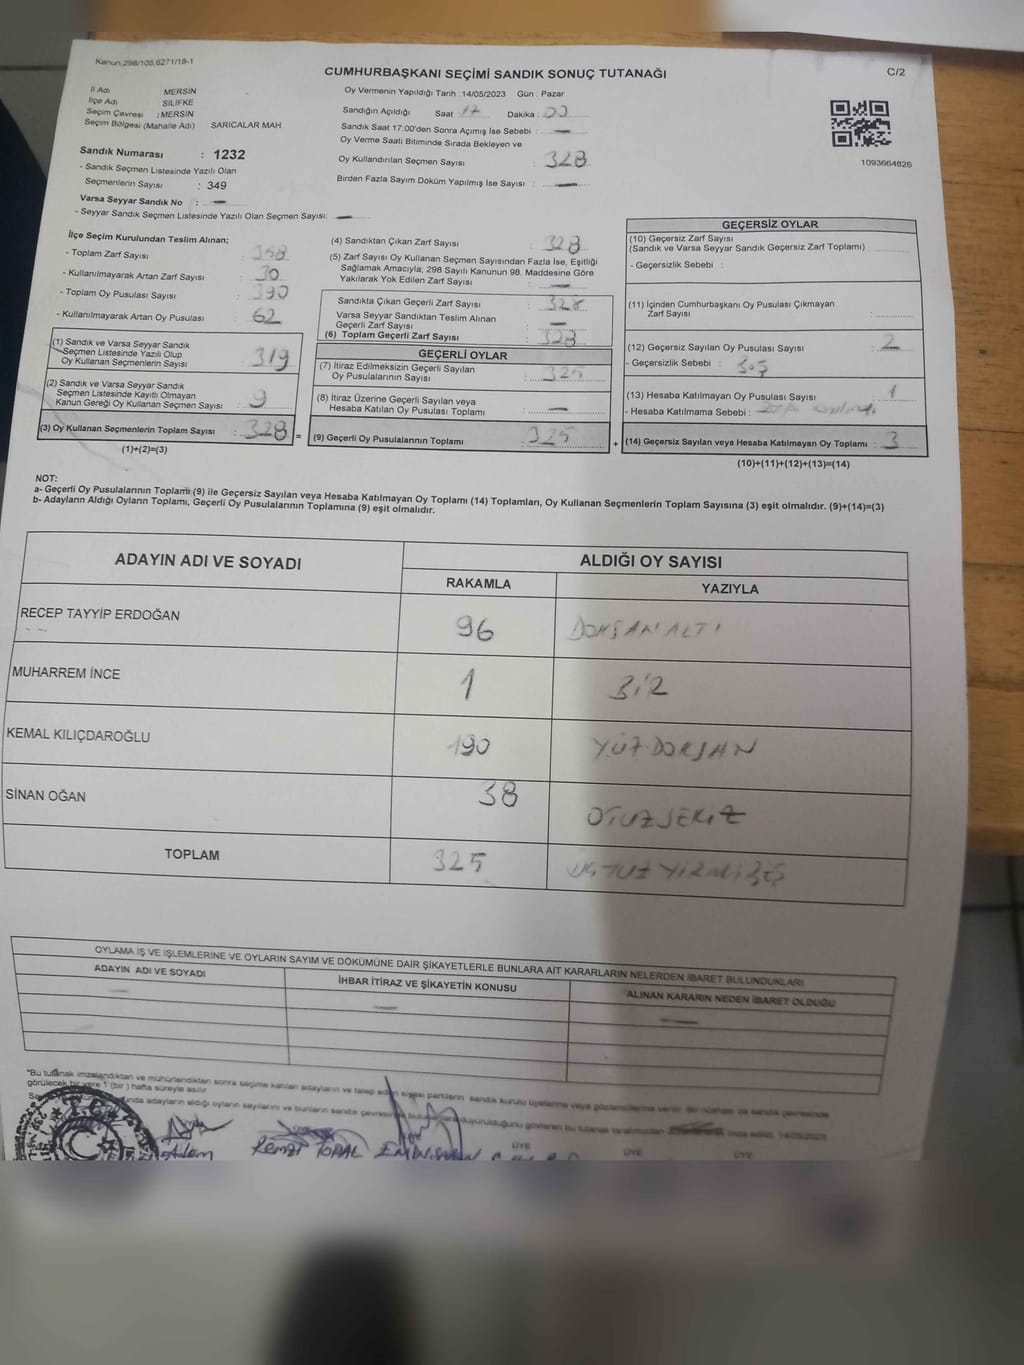 Kanun 298/105,6271/18-1
CUMHURBAŞKANI SEÇİMİ SANDIK SONUÇ TUTANAĞI
C/2
İl Adı : MERSİN
İlçe Adı : SİLİFKE
Seçim Çevresi : MERSİN
Seçim Bölgesi (Mahalle Adı) SARICALAR MAH.
Sandık Numarası : 1232
- Sandık Seçmen Listesinde Yazılı Olan
Seçmenlerin Sayısı : 349
Varsa Seyyar Sandık No : —
- Seyyar Sandık Seçmen Listesinde Yazılı Olan Seçmen Sayısı: —
Oy Vermenin Yapıldığı Tarih : 14/05/2023 Gün : Pazar
Sandığın Açıldığı Saat : 17 Dakika : 00
Sandık Saat 17:00'den Sonra Açımış İse Sebebi : —
Oy Verme Saati Bitiminde Sırada Bekleyen ve
Oy Kullandırılan Seçmen Sayısı : 328
Birden Fazla Sayım Döküm Yapılmış İse Sayısı : —
1093664826
İlçe Seçim Kurulundan Teslim Alınan;
- Toplam Zarf Sayısı : 358
- Kullanılmayarak Artan Zarf Sayısı : 30
- Toplam Oy Pusulası Sayısı : 390
- Kullanılmayarak Artan Oy Pusulası : 62
(1) Sandık ve Varsa Seyyar Sandık
Seçmen Listesinde Yazılı Olup
Oy Kullanan Seçmenlerin Sayısı : 319
(2) Sandık ve Varsa Seyyar Sandık
Seçmen Listesinde Kayıtlı Olmayan
Kanun Gereği Oy Kullanan Seçmen Sayısı : 9
(3) Oy Kullanan Seçmenlerin Toplam Sayısı : 328 =
(1)+(2)=(3)
(4) Sandıktan Çıkan Zarf Sayısı : 328
(5) Zarf Sayısı Oy Kullanan Seçmen Sayısından Fazla İse, Eşitliği
Sağlamak Amacıyla; 298 Sayılı Kanunun 98. Maddesine Göre
Yakılarak Yok Edilen Zarf Sayısı : —
Sandıkta Çıkan Geçerli Zarf Sayısı : 328
Varsa Seyyar Sandıktan Teslim Alınan
Geçerli Zarf Sayısı : —
(6) Toplam Geçerli Zarf Sayısı : 328
GEÇERLİ OYLAR
(7) İtiraz Edilmeksizin Geçerli Sayılan
Oy Pusulalarının Sayısı : 325
(8) İtiraz Üzerine Geçerli Sayılan veya
Hesaba Katılan Oy Pusulası Toplamı : —
(9) Geçerli Oy Pusulalarının Toplamı : 325 +
GEÇERSİZ OYLAR
(10) Geçersiz Zarf Sayısı
(Sandık ve Varsa Seyyar Sandık Geçersiz Zarf Toplamı) :
- Geçersizlik Sebebi :
(11) İçinden Cumhurbaşkanı Oy Pusulası Çıkmayan
Zarf Sayısı :
(12) Geçersiz Sayılan Oy Pusulası Sayısı : 2
- Geçersizlik Sebebi : BOŞ
(13) Hesaba Katılmayan Oy Pusulası Sayısı : 1
- Hesaba Katılmama Sebebi :
(14) Geçersiz Sayılan veya Hesaba Katılmayan Oy Toplamı : 3
(10)+(11)+(12)+(13)=(14)
NOT:
a- Geçerli Oy Pusulalarının Toplamı (9) ile Geçersiz Sayılan veya Hesaba Katılmayan Oy Toplamı (14) Toplamları, Oy Kullanan Seçmenlerin Toplam Sayısına (3) eşit olmalıdır. (9)+(14)=(3)
b- Adayların Aldığı Oyların Toplamı, Geçerli Oy Pusulalarının Toplamına (9) eşit olmalıdır.
ADAYIN ADI VE SOYADI
ALDIĞI OY SAYISI
RAKAMLA YAZIYLA
RECEP TAYYİP ERDOĞAN 96 DOKSANALTI
MUHARREM İNCE 1 BİR
KEMAL KILIÇDAROĞLU 190 YÜZ DOKSAN
SİNAN OĞAN 38 OTUZSEKİZ
TOPLAM 325 ÜÇYÜZ YİRMİBEŞ
OYLAMA İŞ VE İŞLEMLERİNE VE OYLARIN SAYIM VE DÖKÜMÜNE DAİR ŞİKAYETLERLE BUNLARA AİT KARARLARIN NELERDEN İBARET BULUNDUKLARI
ADAYIN ADI VE SOYADI İHBAR İTİRAZ VE ŞİKAYETİN KONUSU ALINAN KARARIN NEDEN İBARET OLDUĞU
— — —
"Bu tutanak imzalandıktan ve mühürlendikten sonra seçime katılan adayların ve talep eden siyasi partilerin sandık kurulu üyelerine veya gözlemcilerine verilir. Bir nüshası da sandık çevresinde
görülecek bir yere 1 (bir) hafta süreyle asılır
adayların aldığı oyların sayılarını ve bunların sandık çevresinde duyurulduğunu gösteren bu tutanak tarafımızdan imza edildi. 14/05/2023
Adem Remzi TOPAL
ÜYE ÜYE ÜYE